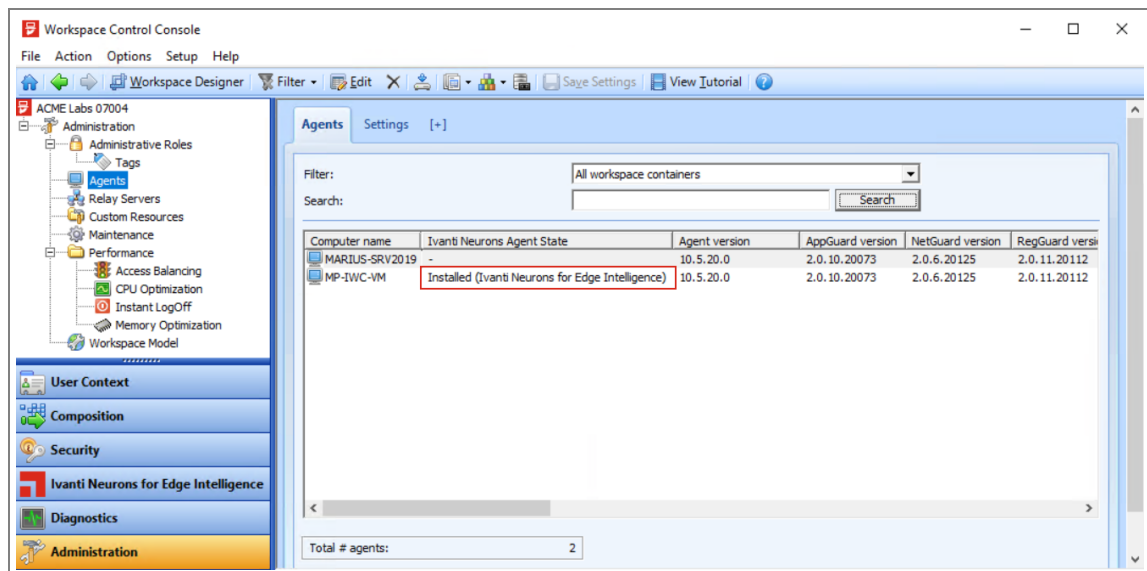 Workspace Control Console
File Action Options Setup Help
Workspace Designer Filter Edit Save Settings View Tutorial
ACME Labs 07004
Administration
Administrative Roles
Tags
Agents
Relay Servers
Custom Resources
Maintenance
Performance
Access Balancing
CPU Optimization
Instant LogOff
Memory Optimization
Workspace Model
User Context
Composition
Security
Ivanti Neurons for Edge Intelligence
Diagnostics
Administration
Agents Settings [+]
Filter: All workspace containers
Search: Search
Computer name Ivanti Neurons Agent State Agent version AppGuard version NetGuard version RegGuard versi
MARIUS-SRV2019 - 10.5.20.0 2.0.10.20073 2.0.6.20125 2.0.11.20112
MP-IWC-VM Installed (Ivanti Neurons for Edge Intelligence) 10.5.20.0 2.0.10.20073 2.0.6.20125 2.0.11.20112
Total # agents: 2